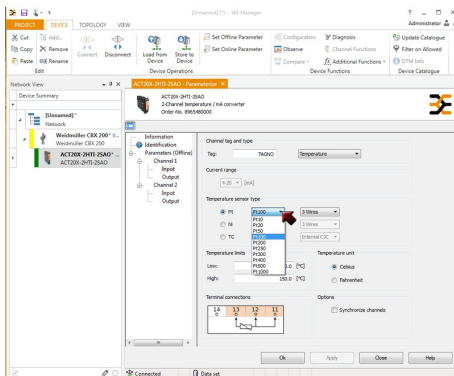 [Unnamed] (*) - WI-Manager
PROJECT DEVICE TOPOLOGY VIEW Administrator
Cut Add... Set Offline Parameter Configuration Diagnosis Update Catalogue
Copy Remove Connect Disconnect Load from Device Store to Device Set Online Parameter Observe Channel Functions Filter on Allowed
Paste Rename Compare Additional Functions DTM Info
Edit Device Operations Device Functions Device Catalogue
Network View
ACT20X-2HTI-2SAO - Parameterize
Device Summary
ACT20X-2HTI-2SAO
2-Channel temperature / mA converter
Order-No. 8965480000
[Unnamed]*
Network
Weidmüller CBX 200*
Weidmüller CBX 200
ACT20X-2HTI-2SAO*
ACT20X-2HTI-2SAO
Information
Identification
Parameters (Offline)
Channel 1
Input
Output
Channel 2
Input
Output
Channel tag and type
Tag: TAGNO Temperature
Current range
4-20 [mA]
Temperature sensor type
Pt Pt100 3 Wires
Ni 3 Wires
TC Internal CJC
Pt10
Pt20
Pt50
Pt100
Pt200
Pt250
Pt300
Pt400
Pt500
Pt1000
Temperature limits Temperature unit
Low: [°C] Celsius
High: 150.0 [°C] Fahrenheit
Terminal connections Options
14 13 12 11 Synchronize channels
Ok Apply Close Help
Connected Data set